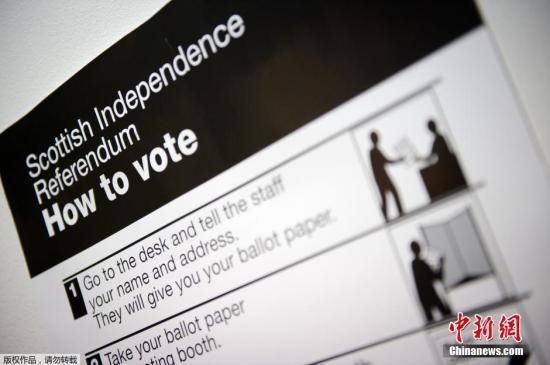 Scottish Independence
Referendum
How to vote
1 Go to the desk and tell the staff
your name and address.
They will give you your ballot paper.
Take your ballot paper
booth.
中新网
Chinanews.com
版权作品，请勿转载